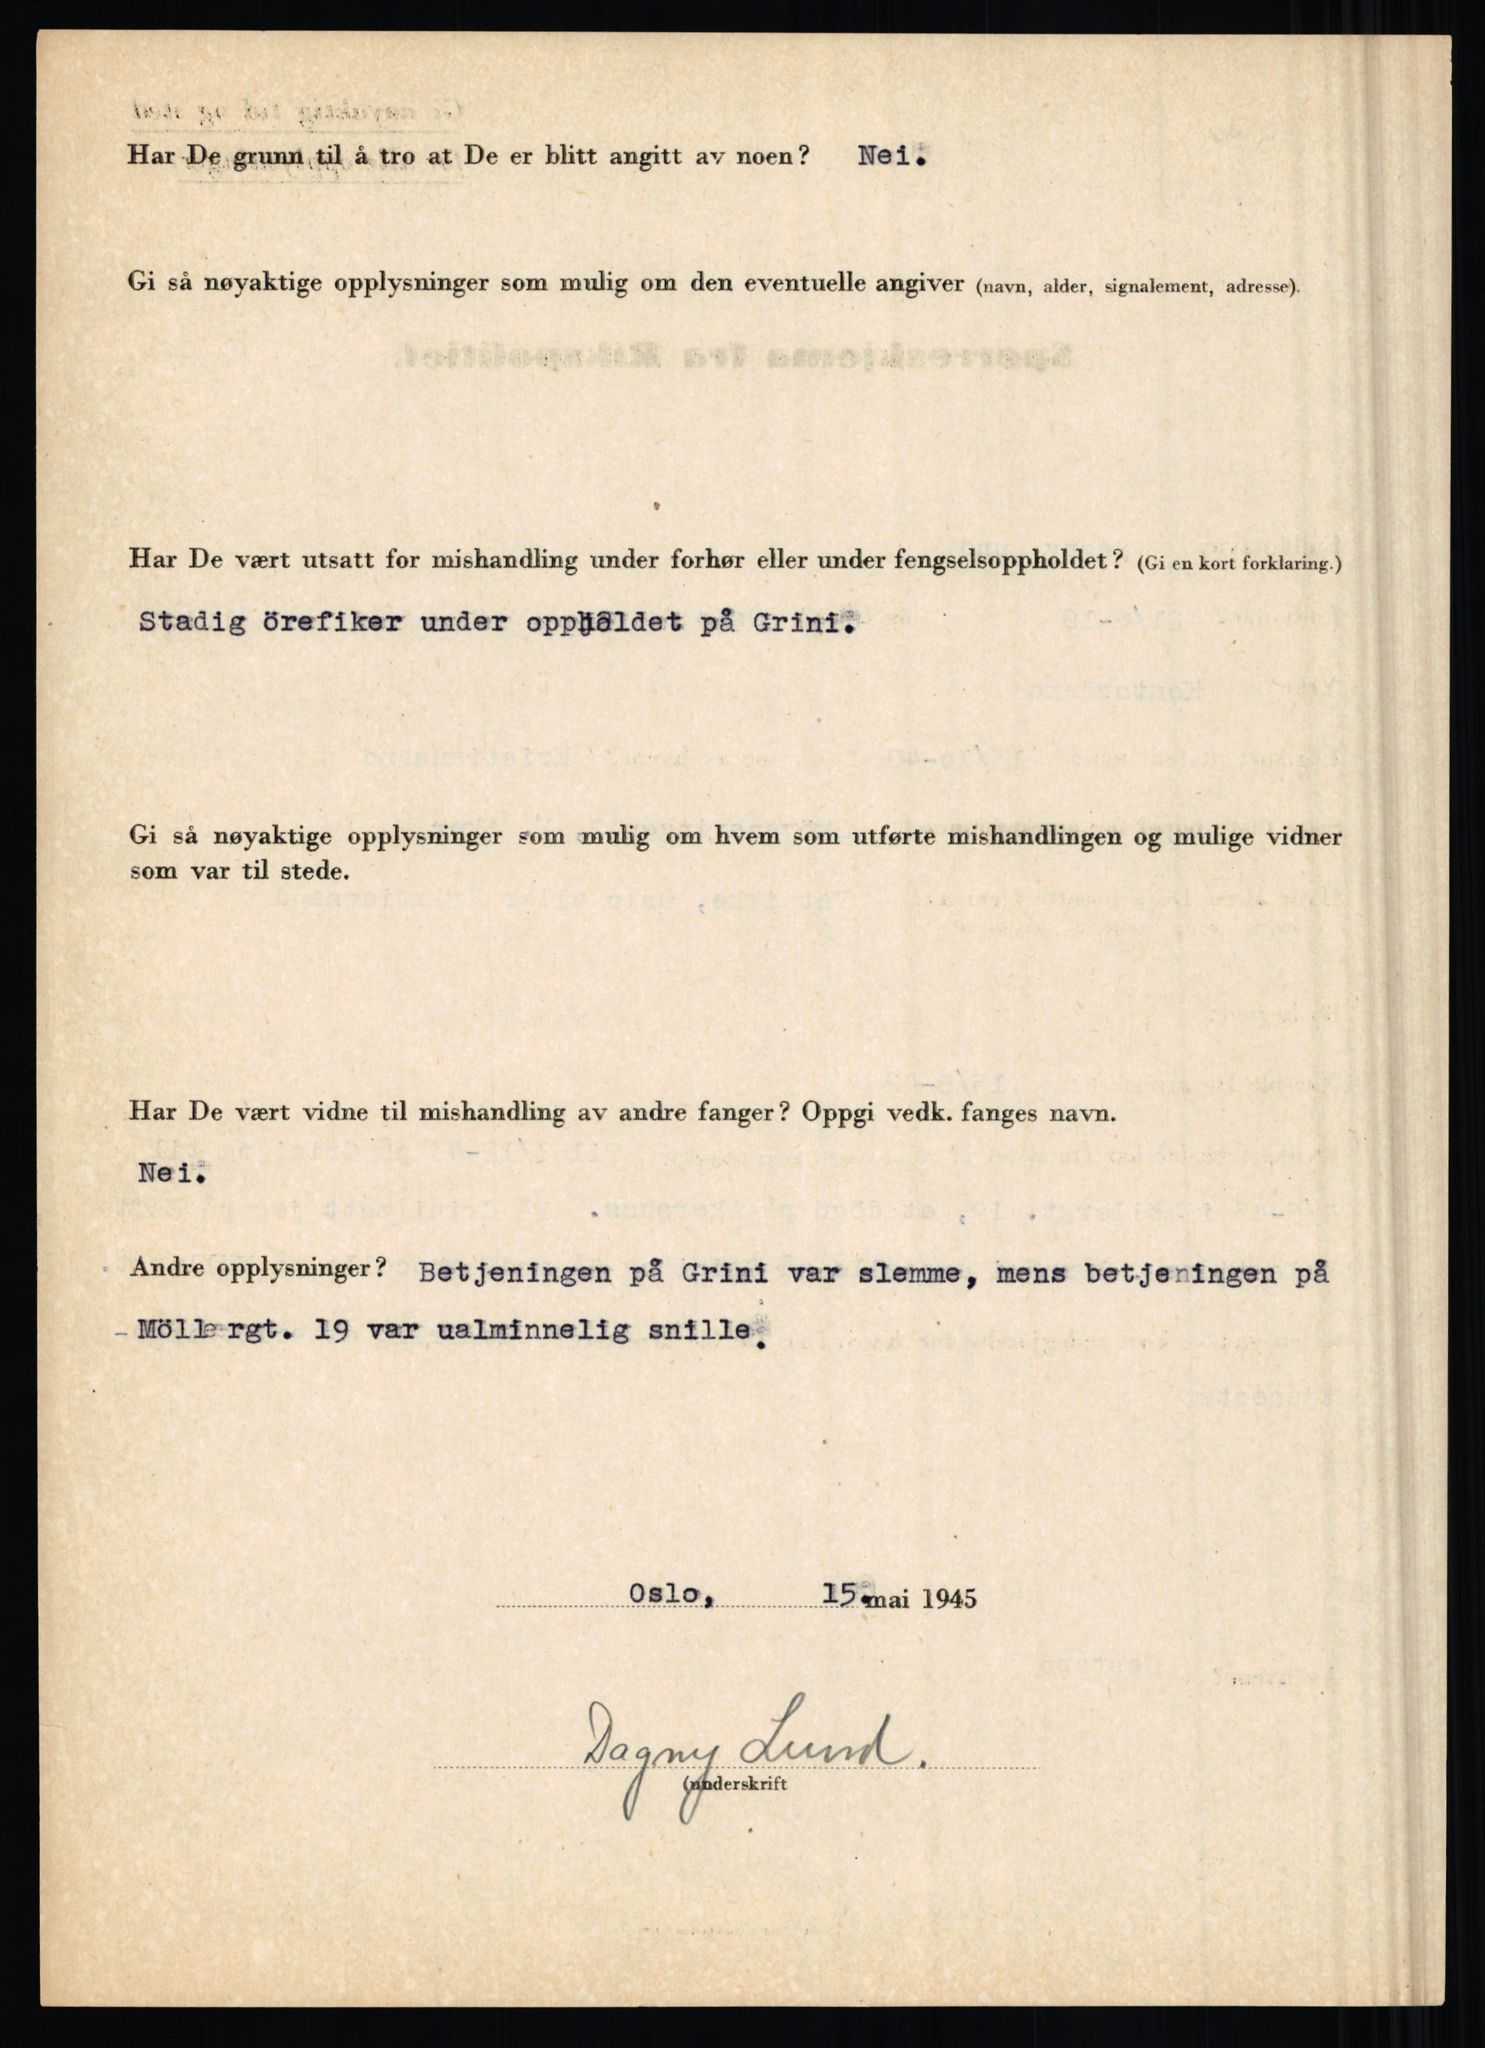 Har De grunn til å tro at De er blitt angitt av noen? Nei.
Gi så nøyaktige opplysninger som mulig om den eventuelle angiver (navn, alder, signalement, adresse).
Har De vært utsatt for mishandling under forhør eller under fengselsoppholdet? (Gi en kort forklaring.)
Stadig örefiker under oppholdet på Grini.
Gi så nøyaktige opplysninger som mulig om hvem som utførte mishandlingen og mulige vidner
som var til stede.
Har De vært vidne til mishandling av andre fanger? Oppgi vedk. fanges navn.
Nei.
Andre opplysninger? Betjeningen på Grini var slemme, mens betjeningen på
Möllergt. 19 var ualminnelig snille.
Oslo, 15. mai 1945
Dagny Lund.
(underskrift